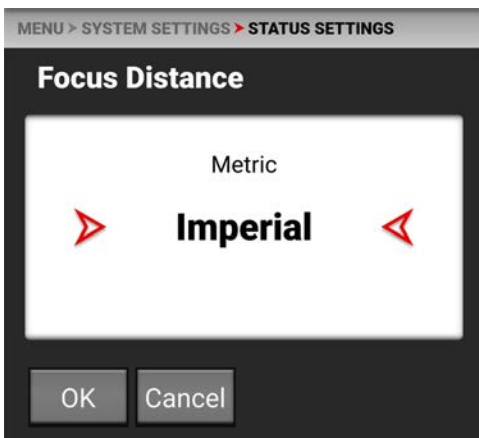 MENU > SYSTEM SETTINGS > STATUS SETTINGS
Focus Distance
Metric
Imperial
OK Cancel